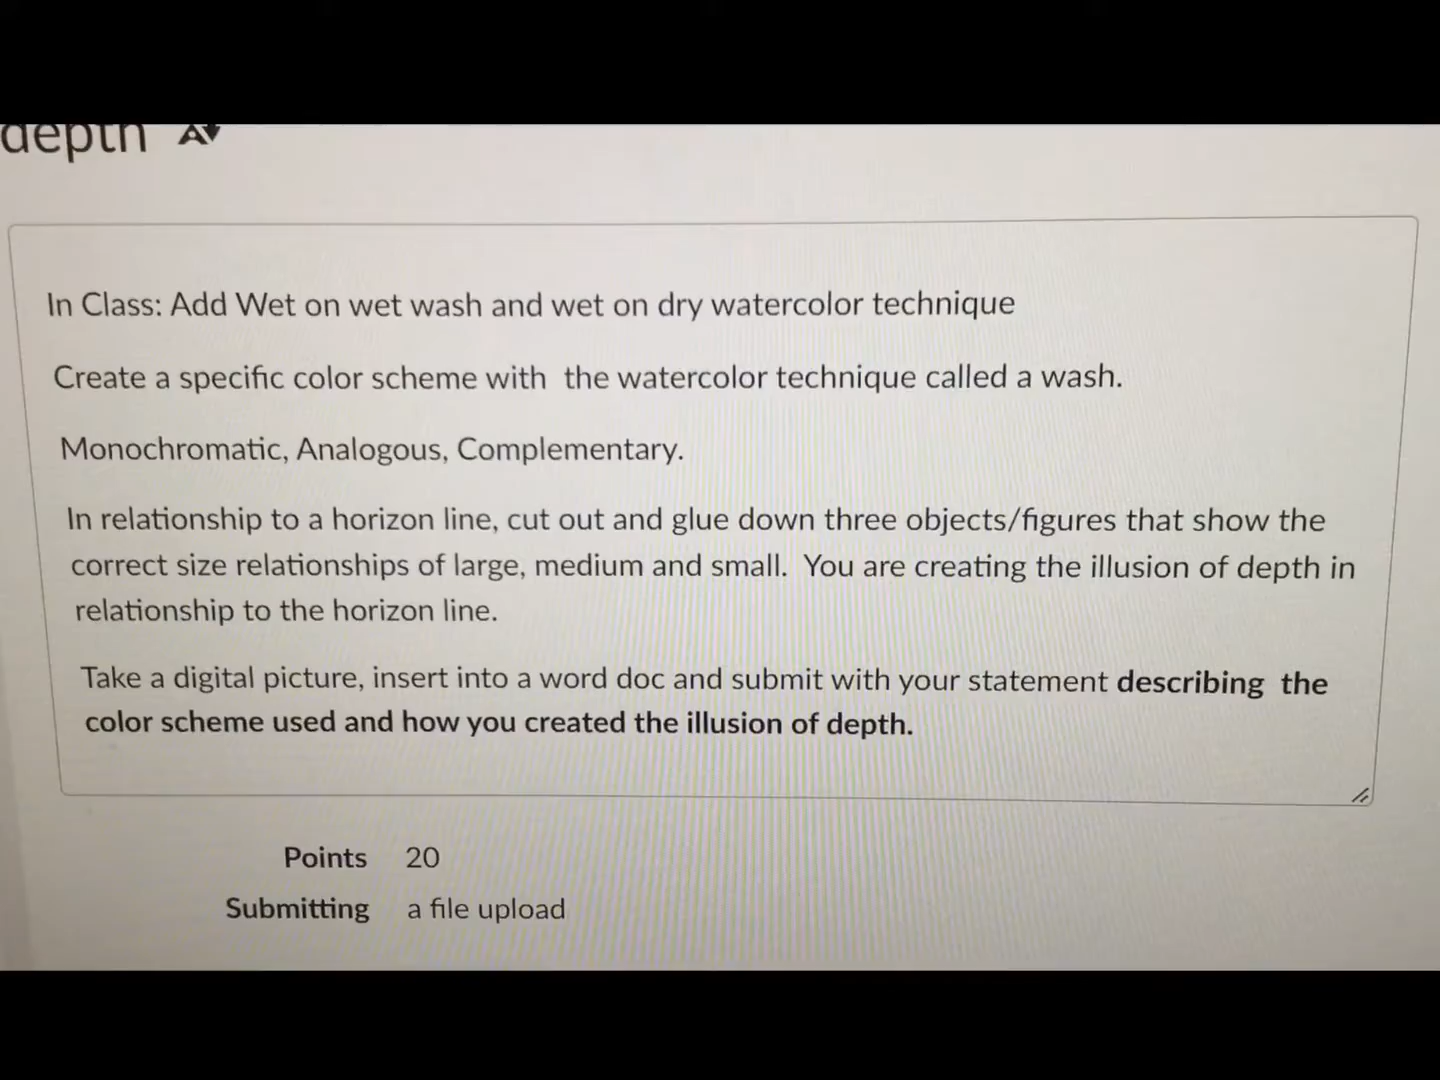 depth
In Class: Add Wet on wet wash and wet on dry watercolor technique
Create a specific color scheme with  the watercolor technique called a wash.
Monochromatic, Analogous, Complementary.
In relationship to a horizon line, cut out and glue down three objects/figures that show the
correct size relationships of large, medium and small.  You are creating the illusion of depth in
relationship to the horizon line.
Take a digital picture, insert into a word doc and submit with your statement describing  the
color scheme used and how you created the illusion of depth.
Points 20
Submitting a file upload